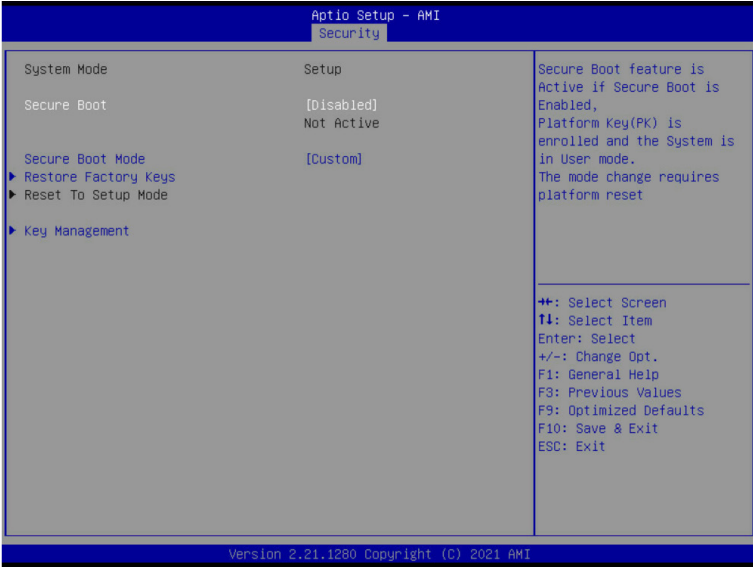 Aptio Setup – AMI
Security
System Mode Setup
Secure Boot [Disabled]
Not Active
Secure Boot Mode [Custom]
Restore Factory Keys
Reset To Setup Mode
Key Management
Secure Boot feature is
Active if Secure Boot is
Enabled,
Platform Key(PK) is
enrolled and the System is
in User mode.
The mode change requires
platform reset
→←: Select Screen
↑↓: Select Item
Enter: Select
+/-: Change Opt.
F1: General Help
F3: Previous Values
F9: Optimized Defaults
F10: Save & Exit
ESC: Exit
Version 2.21.1280 Copyright (C) 2021 AMI